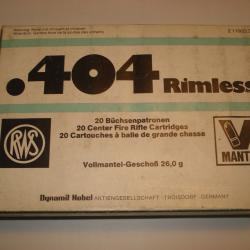 .404 Rimless
RWS
20 Büchsenpatronen
20 Center Fire Rifle Cartridges
20 Cartouches à balle de grande chasse
V
MANT
Vollmantel-Geschoß 26,0 g
Dynamit Nobel AKTIENGESELLSCHAFT · TROISDORF · GERMANY